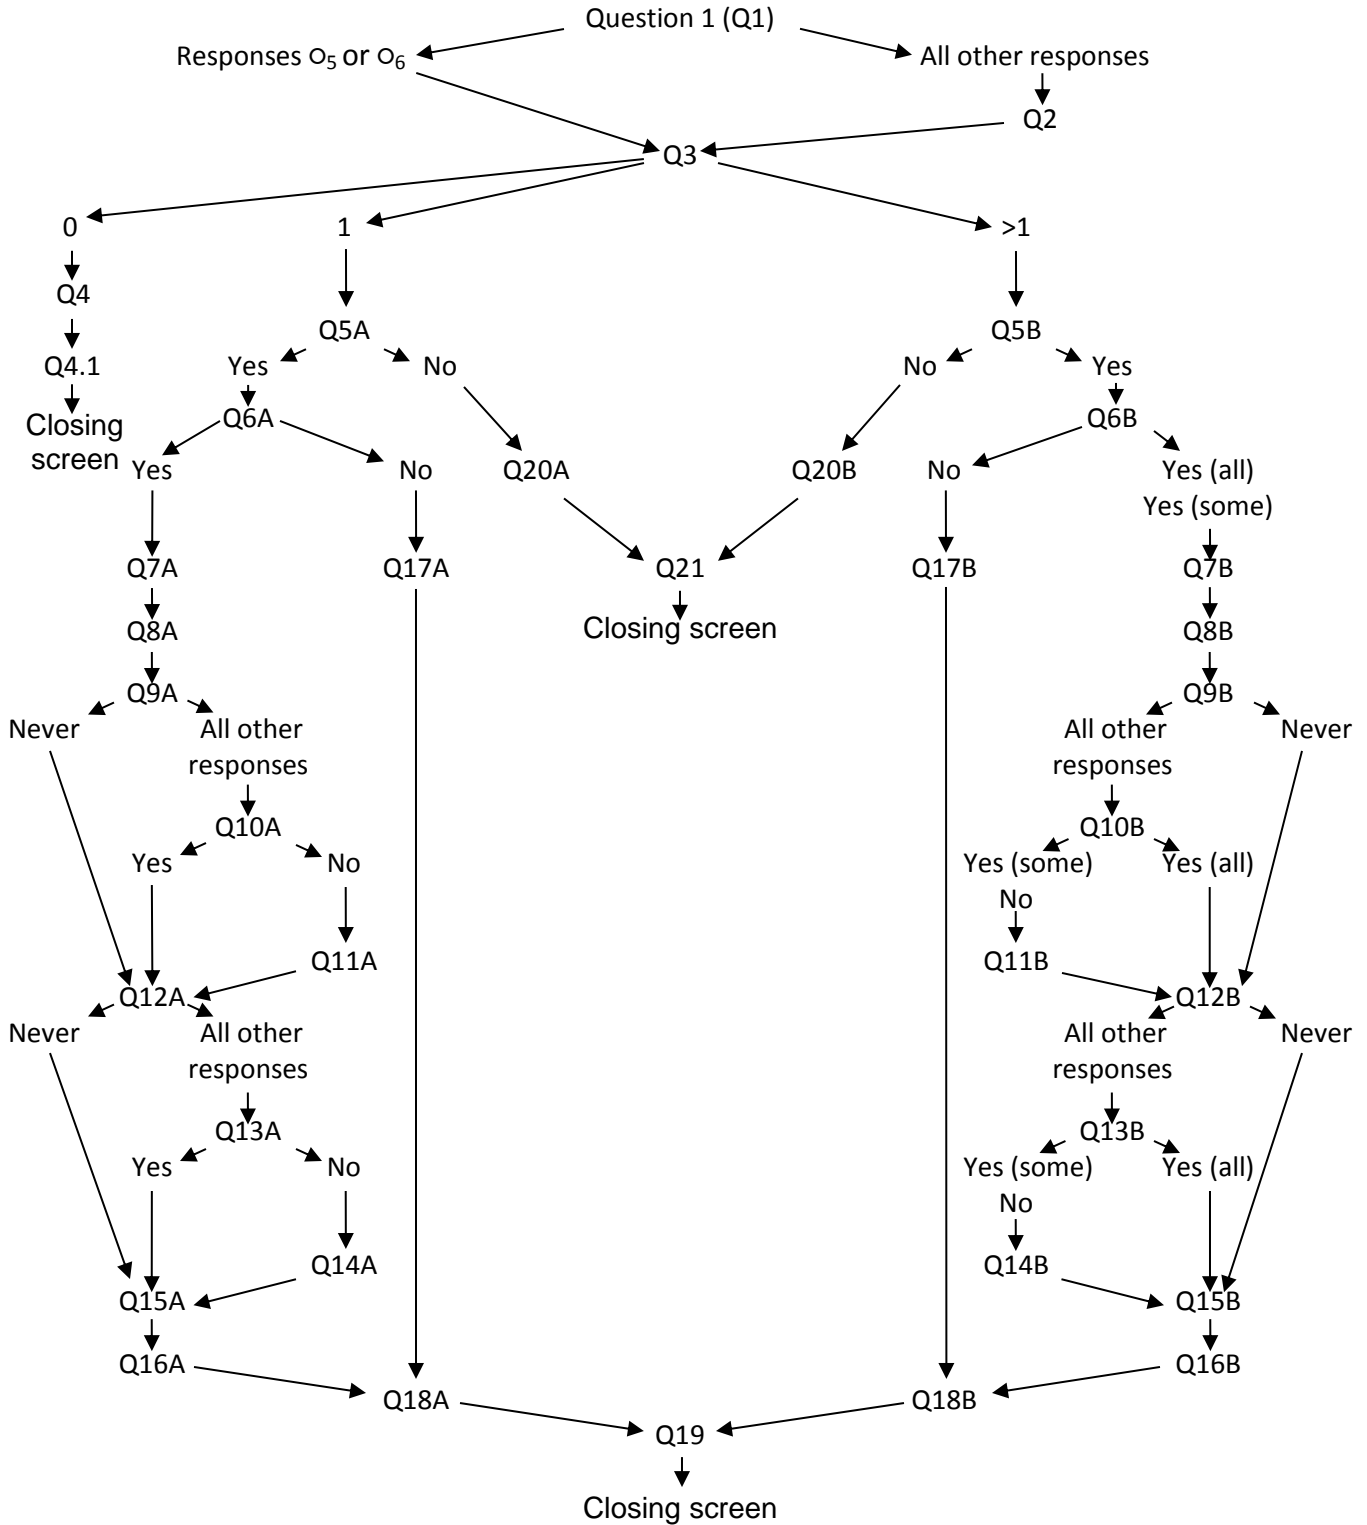 Question 1 (Q1)
Responses O5 or O6
All other responses
Q2
Q3
0
1
>1
Q4
Q5A
Q5B
Q4.1
Yes
No
No
Yes
Closing
screen
Q6A
Q6B
Yes
No
Q20A
Q20B
No
Yes (all)
Yes (some)
Q7A
Q17A
Q21
Q17B
Q7B
Q8A
Closing screen
Q8B
Q9A
Q9B
Never
All other
responses
All other
responses
Never
Q10A
Q10B
Yes
No
Yes (some)
No
Yes (all)
Q11A
Q11B
Q12A
Q12B
Never
All other
responses
All other
responses
Never
Q13A
Q13B
Yes
No
Yes (some)
No
Yes (all)
Q14A
Q14B
Q15A
Q15B
Q16A
Q16B
Q18A
Q18B
Q19
Closing screen